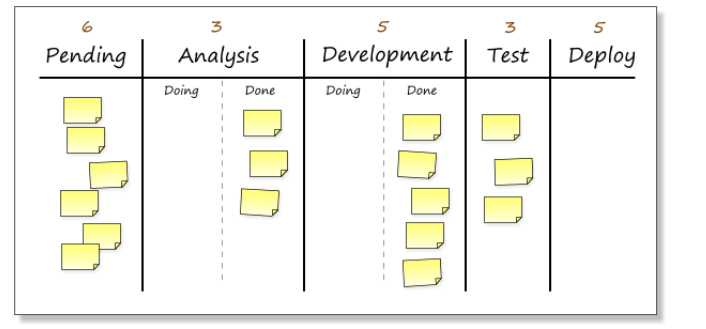 6 3 5 3 5
Pending Analysis Development Test Deploy
Doing Done Doing Done